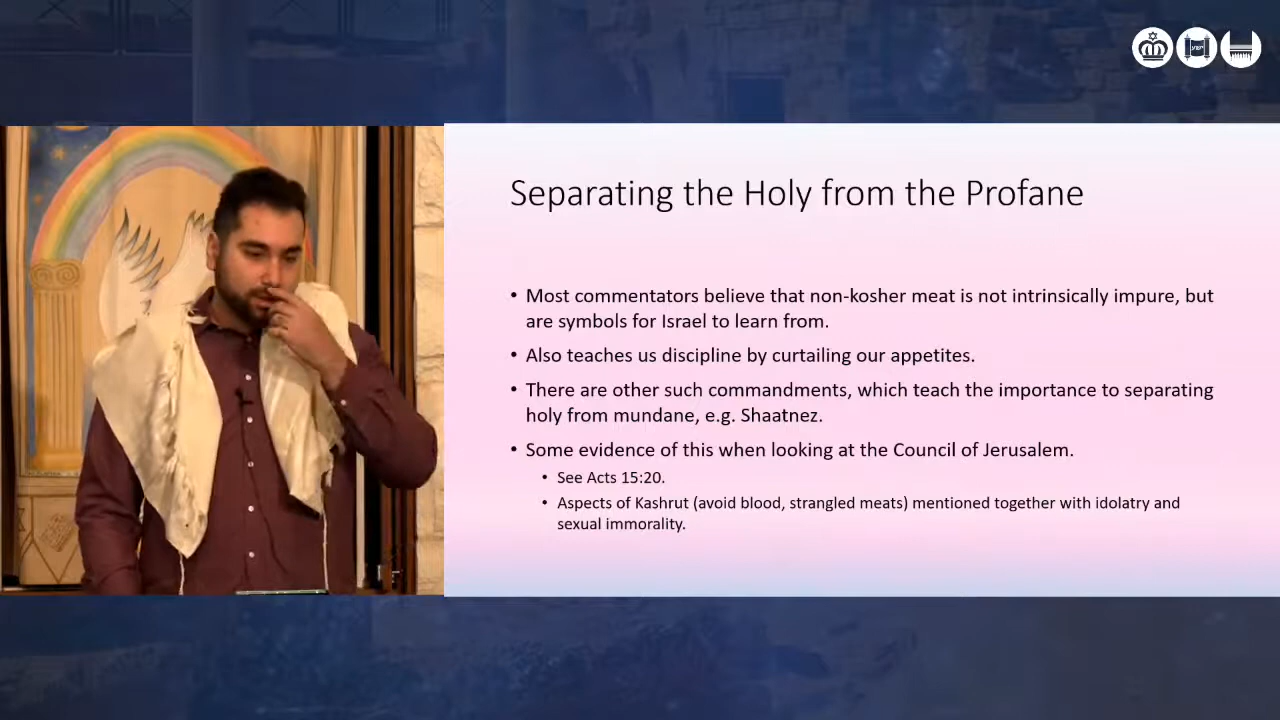 Separating the Holy from the Profane
• Most commentators believe that non-kosher meat is not intrinsically impure, but
are symbols for Israel to learn from.
• Also teaches us discipline by curtailing our appetites.
• There are other such commandments, which teach the importance to separating
holy from mundane, e.g. Shaatnez.
• Some evidence of this when looking at the Council of Jerusalem.
• See Acts 15:20.
• Aspects of Kashrut (avoid blood, strangled meats) mentioned together with idolatry and
sexual immorality.